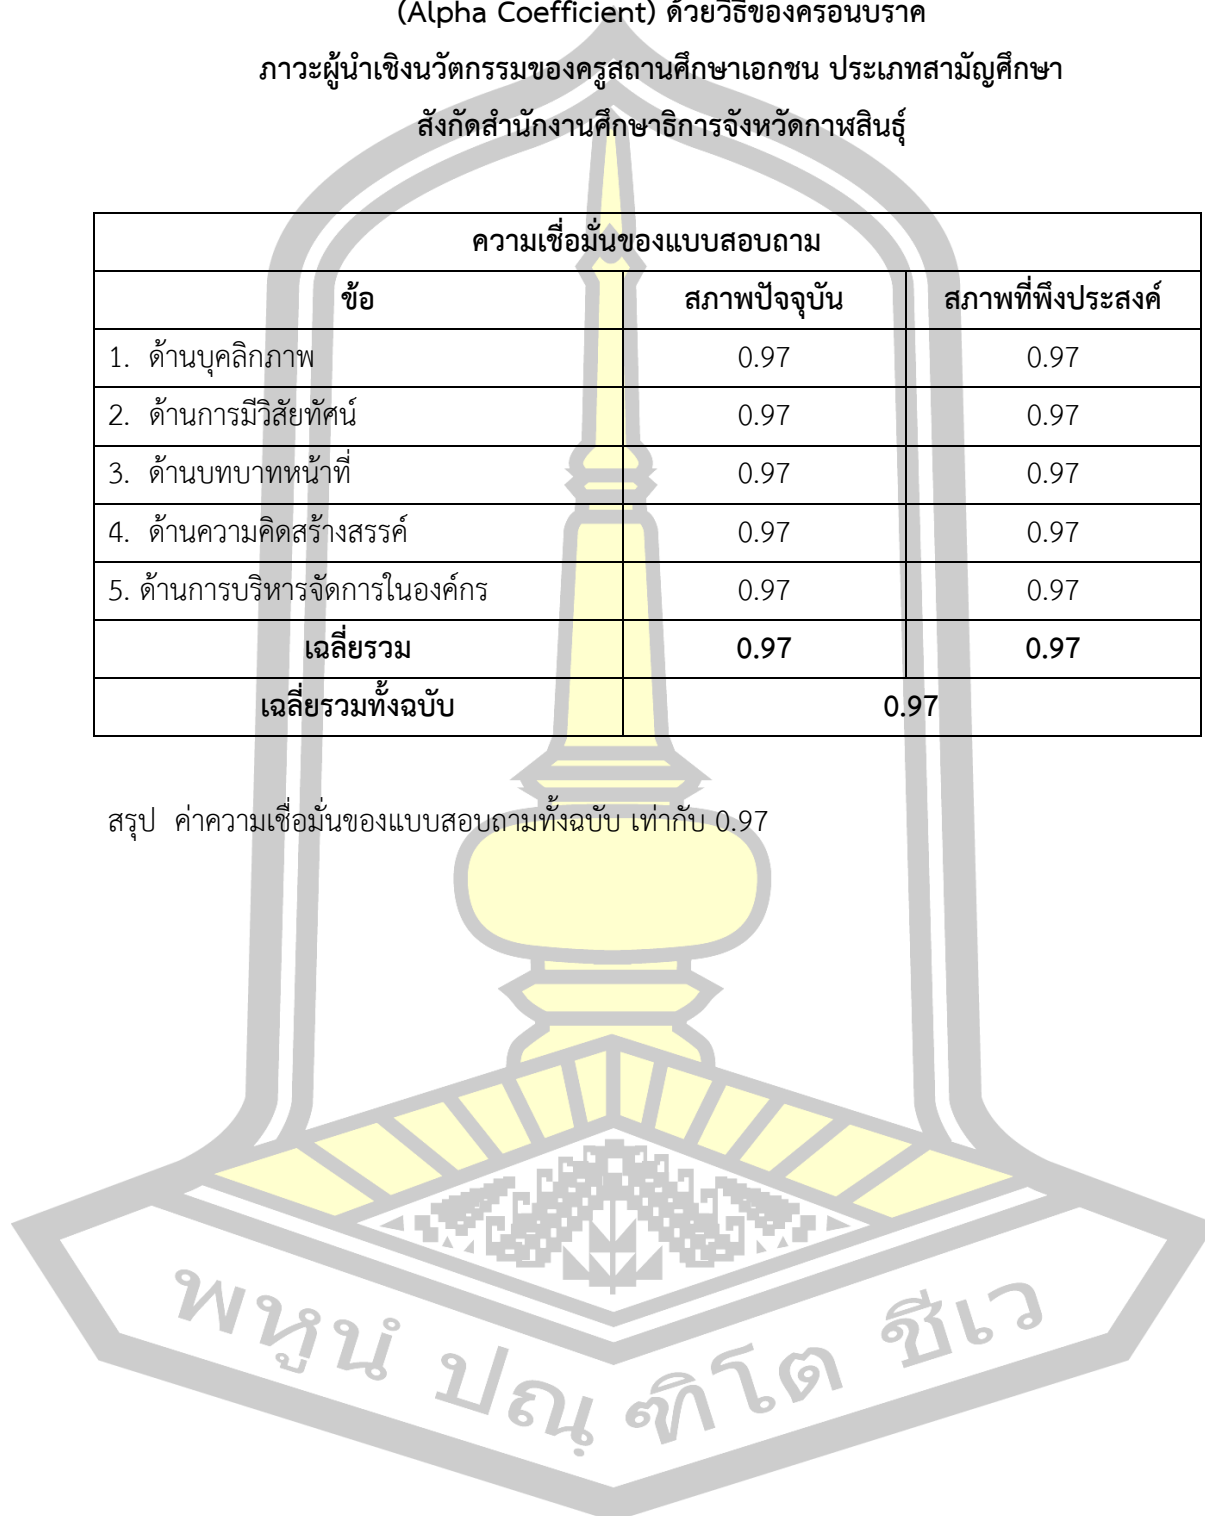 (Alpha Coefficient) ด้วยวิธีของครอนบราค
ภาวะผู้นำเชิงนวัตกรรมของครูสถานศึกษาเอกชน ประเภทสามัญศึกษา
สังกัดสำนักงานศึกษาธิการจังหวัดกาฬสินธุ์
ความเชื่อมั่นของแบบสอบถาม
ข้อ สภาพปัจจุบัน สภาพที่พึงประสงค์
1. ด้านบุคลิกภาพ 0.97 0.97
2. ด้านการมีวิสัยทัศน์ 0.97 0.97
3. ด้านบทบาทหน้าที่ 0.97 0.97
4. ด้านความคิดสร้างสรรค์ 0.97 0.97
5. ด้านการบริหารจัดการในองค์กร 0.97 0.97
เฉลี่ยรวม 0.97 0.97
เฉลี่ยรวมทั้งฉบับ 0.97
สรุป ค่าความเชื่อมั่นของแบบสอบถามทั้งฉบับ เท่ากับ 0.97
พหูนํ ปณฺฑิโต ชีเว